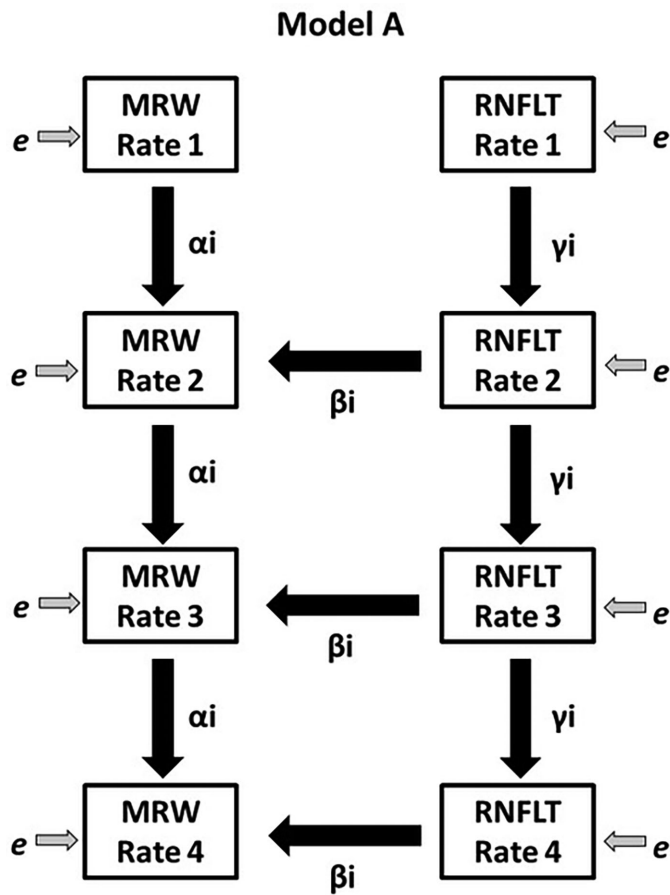 Model A
MRW
Rate 1
RNFLT
Rate 1
e
e
αi
γi
MRW
Rate 2
RNFLT
Rate 2
e
e
βi
αi
γi
MRW
Rate 3
RNFLT
Rate 3
e
e
βi
αi
γi
MRW
Rate 4
RNFLT
Rate 4
e
e
βi